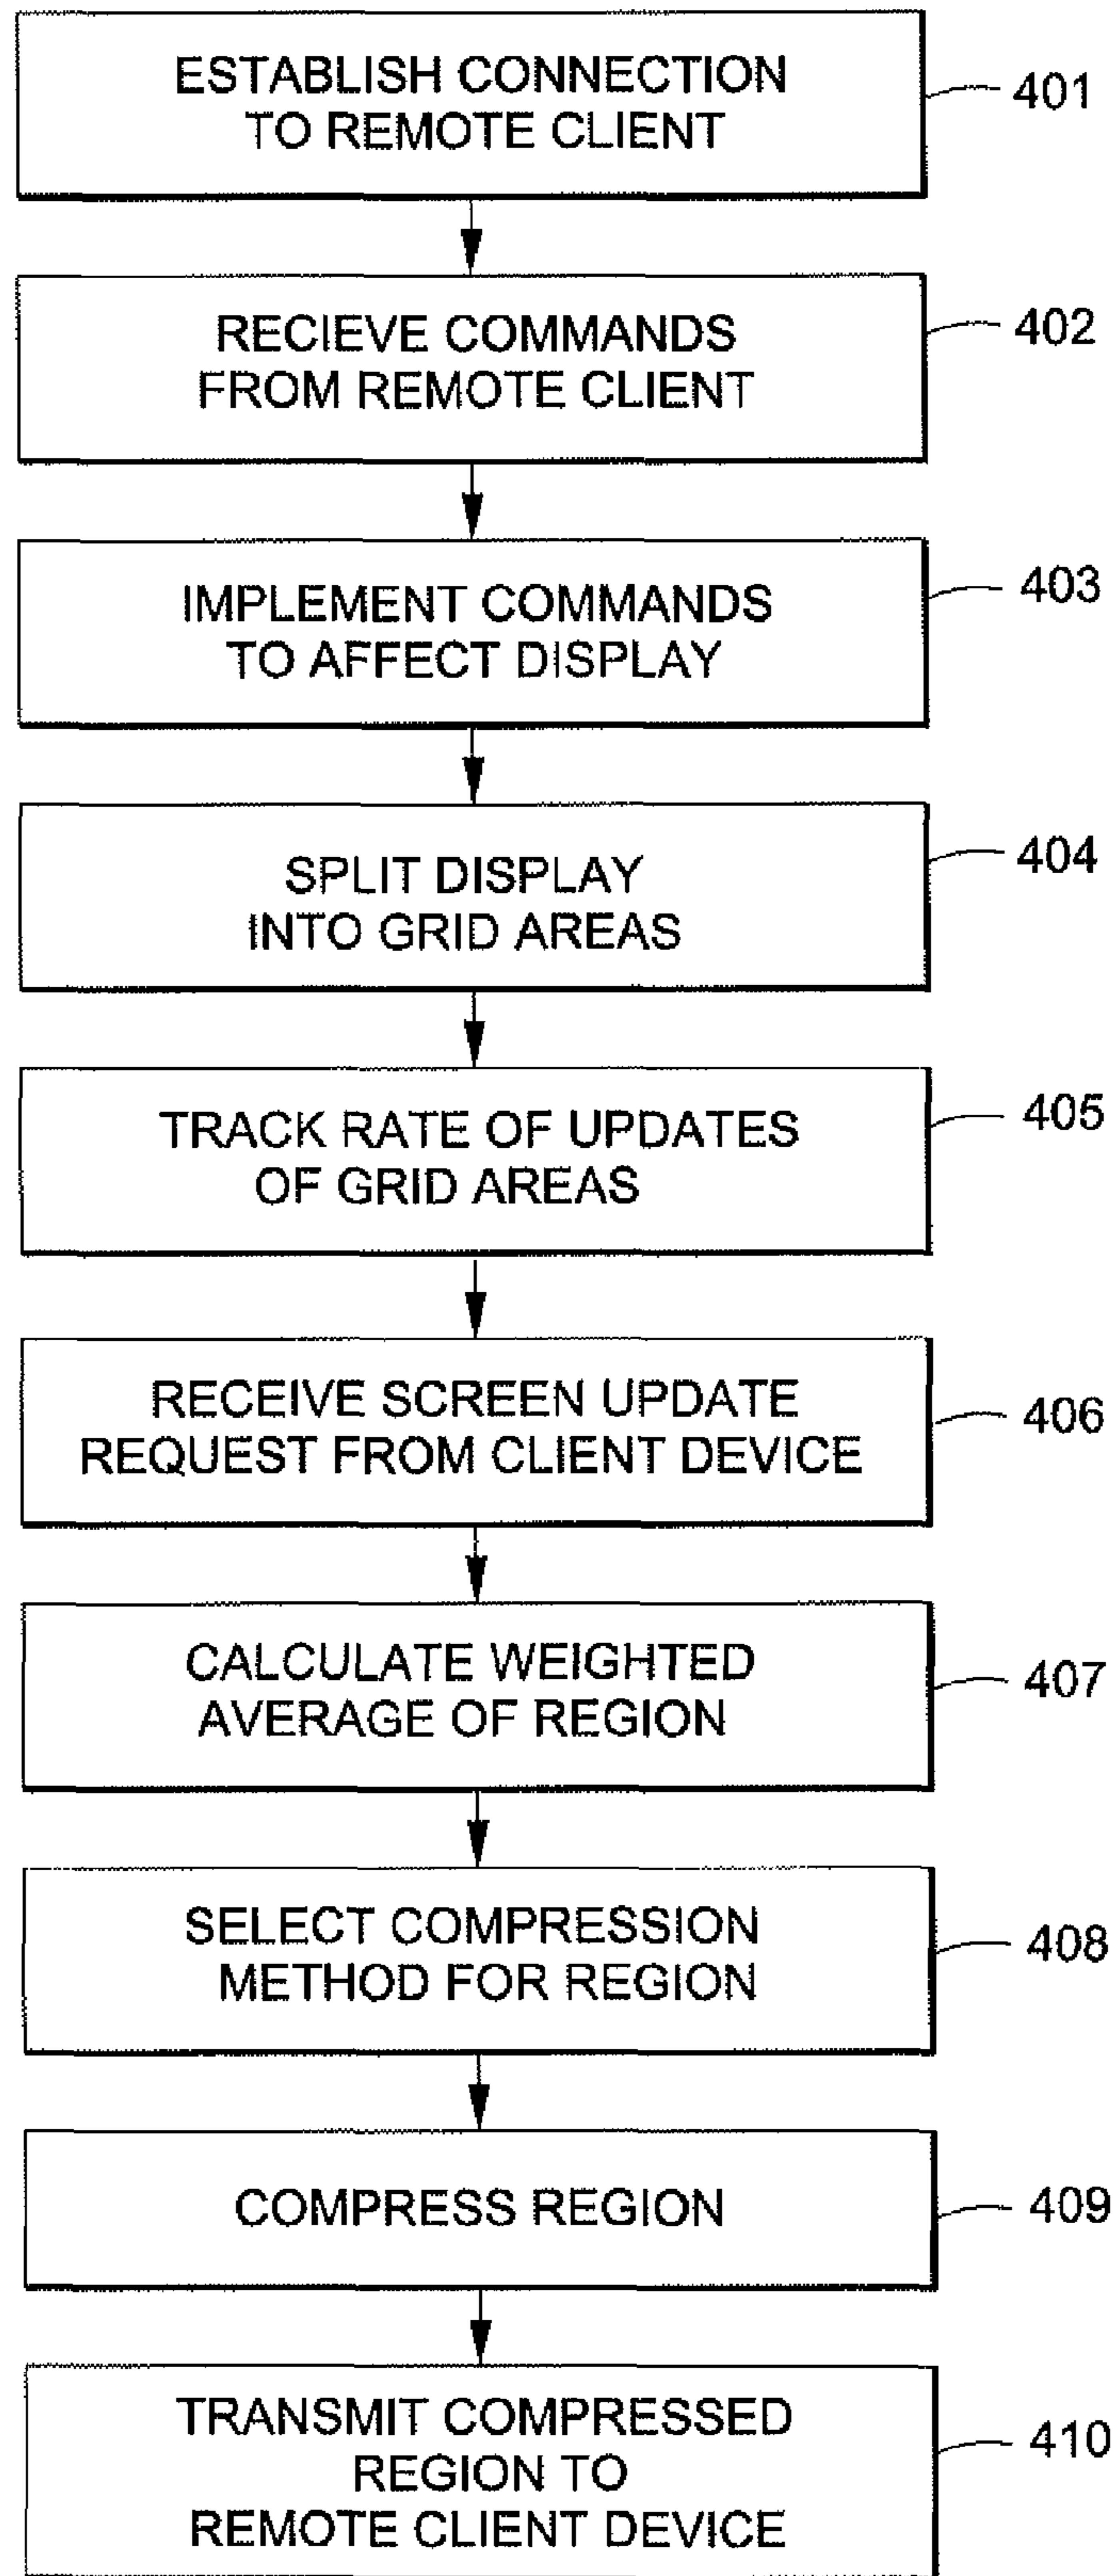 ESTABLISH CONNECTION
TO REMOTE CLIENT
401
RECIEVE COMMANDS
FROM REMOTE CLIENT
402
IMPLEMENT COMMANDS
TO AFFECT DISPLAY
403
SPLIT DISPLAY
INTO GRID AREAS
404
TRACK RATE OF UPDATES
OF GRID AREAS
405
RECEIVE SCREEN UPDATE
REQUEST FROM CLIENT DEVICE
406
CALCULATE WEIGHTED
AVERAGE OF REGION
407
SELECT COMPRESSION
METHOD FOR REGION
408
COMPRESS REGION
409
TRANSMIT COMPRESSED
REGION TO
REMOTE CLIENT DEVICE
410